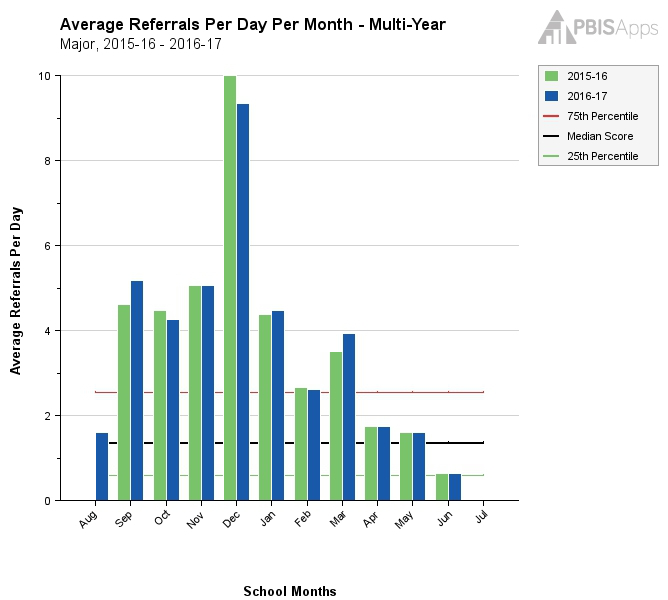 Average Referrals Per Day Per Month - Multi-Year
Major, 2015-16 - 2016-17
PBISApps
2015-16
2016-17
75th Percentile
Median Score
25th Percentile
Average Referrals Per Day
10
8
6
4
2
0
Aug Sep Oct Nov Dec Jan Feb Mar Apr May Jun Jul
School Months